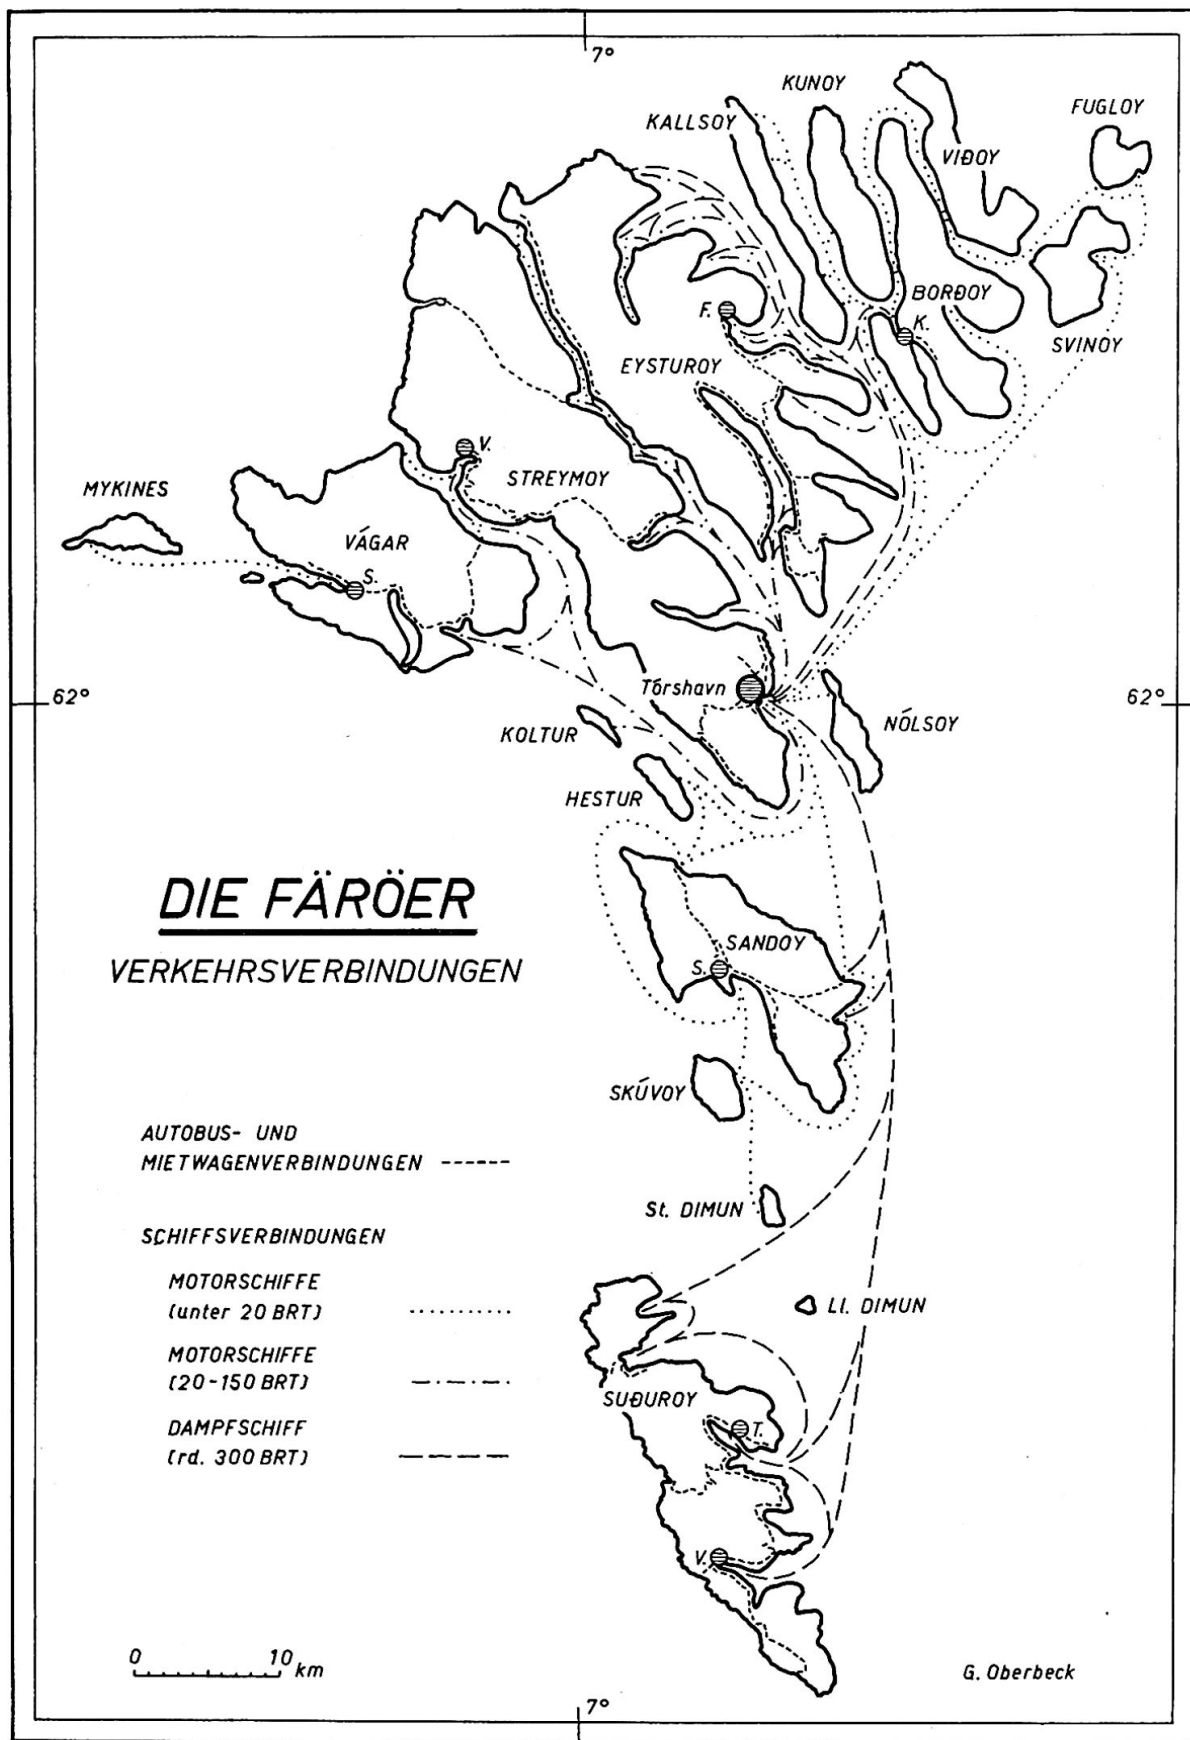 7°
KUNOY
KALLSOY
FUGLOY
VIÐOY
BORÐOY
F.
K.
SVINOY
EYSTUROY
V.
STREYMOY
MYKINES
VÁGAR
S.
Tórshavn
62°
62°
KOLTUR
NÓLSOY
HESTUR
DIE FÄRÖER
VERKEHRSVERBINDUNGEN
SANDOY
S.
SKÚVOY
AUTOBUS- UND
MIETWAGENVERBINDUNGEN
St. DIMUN
SCHIFFSVERBINDUNGEN
MOTORSCHIFFE
(unter 20 BRT)
Ll. DIMUN
MOTORSCHIFFE
(20-150 BRT)
SUÐUROY
DAMPFSCHIFF
(rd. 300 BRT)
T.
V.
0 10 km
G. Oberbeck
7°